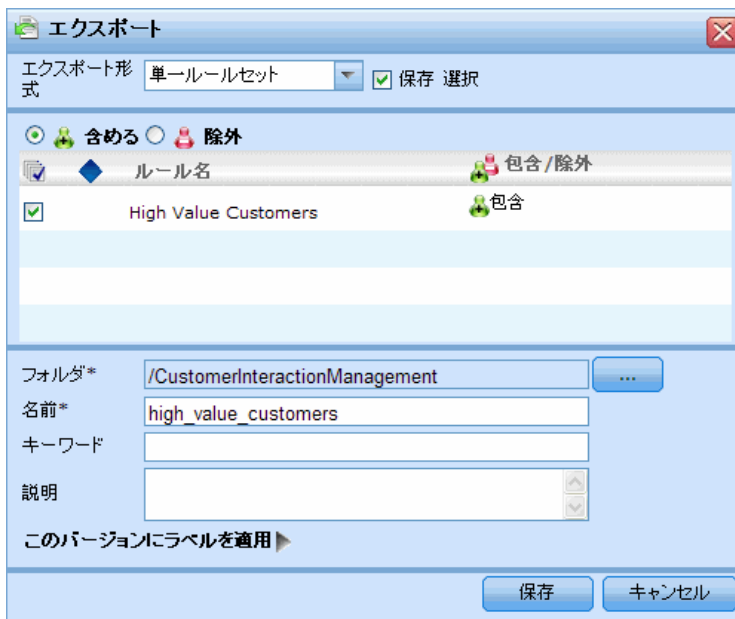 エクスポート
エクスポート形式 単一ルールセット 保存 選択
含める 除外
ルール名 包含/除外
High Value Customers 包含
フォルダ* /CustomerInteractionManagement ...
名前* high_value_customers
キーワード
説明
このバージョンにラベルを適用
保存 キャンセル